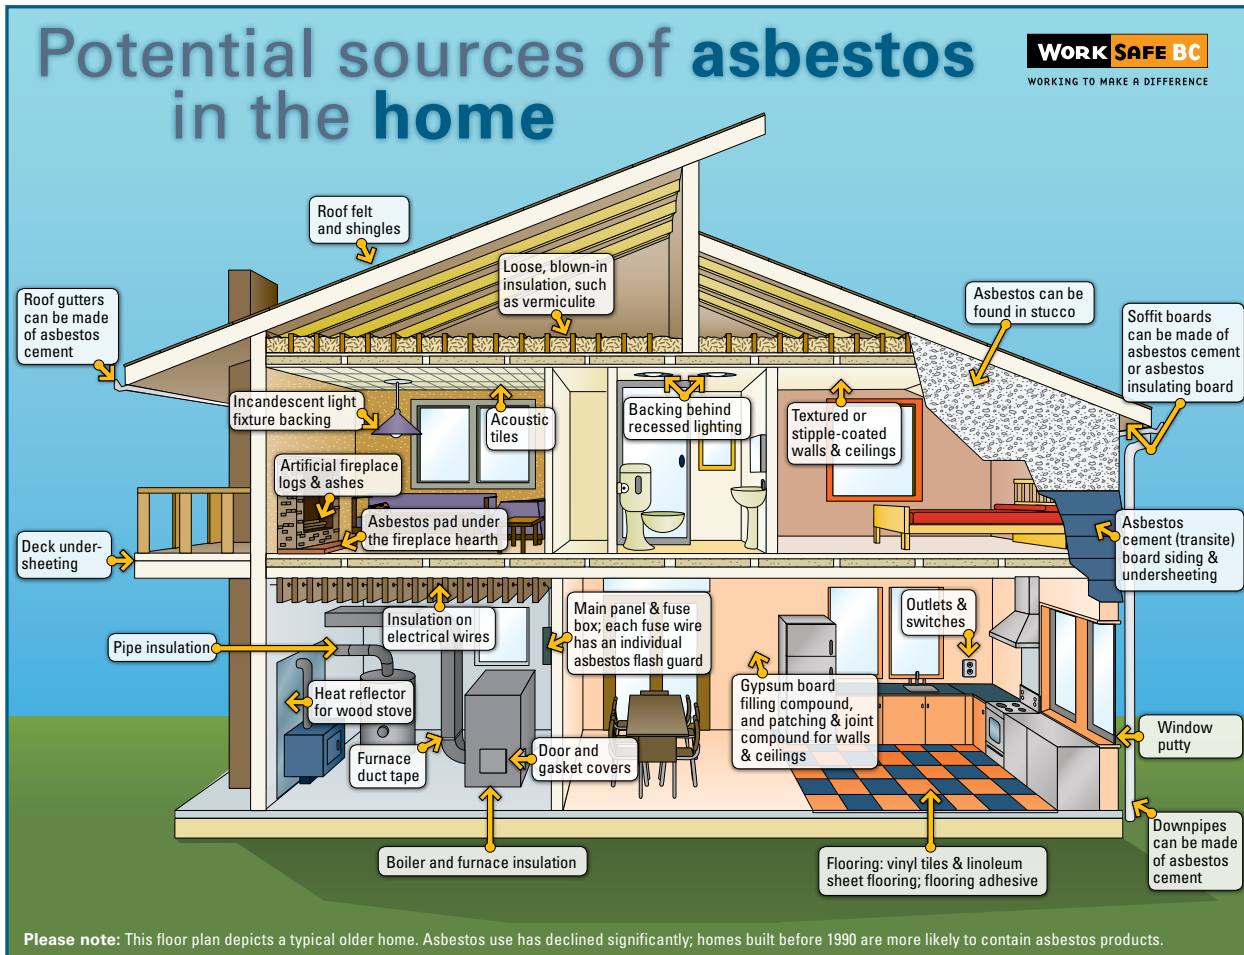 Potential sources of asbestos
in the home
WORK SAFE BC
WORKING TO MAKE A DIFFERENCE
Roof felt
and shingles
Loose, blown-in
insulation, such
as vermiculite
Asbestos can be
found in stucco
Roof gutters
can be made
of asbestos
cement
Soffit boards
can be made of
asbestos cement
or asbestos
insulating board
Incandescent light
fixture backing
Acoustic
tiles
Backing behind
recessed lighting
Textured or
stipple-coated
walls & ceilings
Artificial fireplace
logs & ashes
Asbestos pad under
the fireplace hearth
Deck under-
sheeting
Asbestos
cement (transite)
board siding &
undersheeting
Insulation on
electrical wires
Main panel & fuse
box; each fuse wire
has an individual
asbestos flash guard
Outlets &
switches
Pipe insulation
Heat reflector
for wood stove
Gypsum board
filling compound,
and patching & joint
compound for walls
& ceilings
Window
putty
Furnace
duct tape
Door and
gasket covers
Boiler and furnace insulation
Flooring: vinyl tiles & linoleum
sheet flooring; flooring adhesive
Downpipes
can be made
of asbestos
cement
Please note: This floor plan depicts a typical older home. Asbestos use has declined significantly; homes built before 1990 are more likely to contain asbestos products.